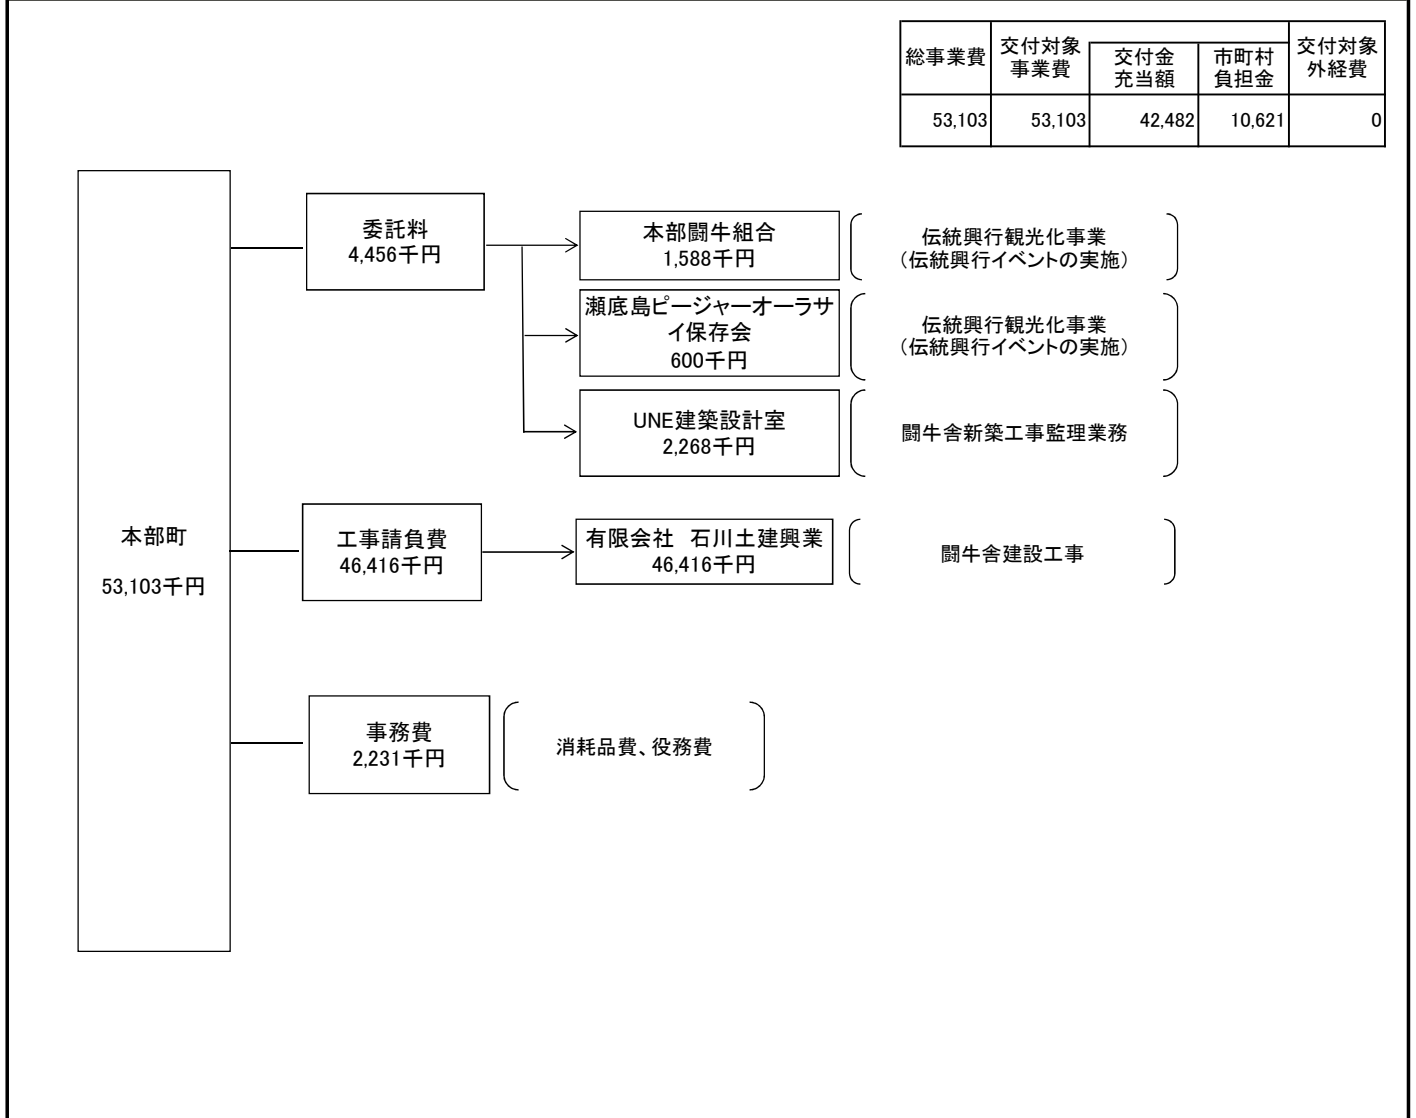 総事業費
交付対象
事業費
交付金
充当額
市町村
負担金
交付対象
外経費
53,103
53,103
42,482
10,621
0
本部町
53,103千円
委託料
4,456千円
本部闘牛組合
1,588千円
伝統興行観光化事業
（伝統興行イベントの実施）
瀬底島ピージャーオーラサ
イ保存会
600千円
伝統興行観光化事業
（伝統興行イベントの実施）
UNE建築設計室
2,268千円
闘牛舎新築工事監理業務
工事請負費
46,416千円
有限会社　石川土建興業
46,416千円
闘牛舎建設工事
事務費
2,231千円
消耗品費、役務費